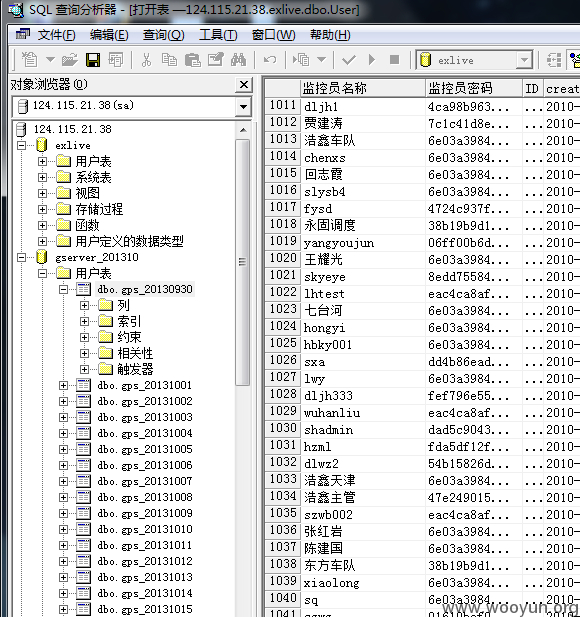 SQL 查询分析器 - [打开表 —124.115.21.38.exlive.dbo.User]
文件(F) 编辑(E) 查询(Q) 工具(T) 窗口(W) 帮助(H)
exlive
对象浏览器(O)
124.115.21.38(sa)
124.115.21.38
exlive
用户表
系统表
视图
存储过程
函数
用户定义的数据类型
gserver_201310
用户表
dbo.gps_20130930
列
索引
约束
相关性
触发器
dbo.gps_20131001
dbo.gps_20131002
dbo.gps_20131003
dbo.gps_20131004
dbo.gps_20131005
dbo.gps_20131006
dbo.gps_20131007
dbo.gps_20131008
dbo.gps_20131009
dbo.gps_20131010
dbo.gps_20131011
dbo.gps_20131012
dbo.gps_20131013
dbo.gps_20131014
dbo.gps_20131015
监控员名称 监控员密码 ID creat
1011 dljh1 4ca98b963... ... 2010-
1012 贾建涛 7c1c41d8e... ... 2010-
1013 浩鑫车队 6e03a3984... ... 2010-
1014 chenxs 6e03a3984... ... 2010-
1015 回志霞 6e03a3984... ... 2010-
1016 slysb4 6e03a3984... ... 2010-
1017 fysd 4724c937f... ... 2010-
1018 永固调度 38b19b9d1... ... 2010-
1019 yangyoujun 06ff00b6d... ... 2010-
1020 王耀光 6e03a3984... ... 2010-
1021 skyeye 8edd75584... ... 2010-
1022 lhtest eac4ca8af... ... 2010-
1023 七台河 6e03a3984... ... 2010-
1024 hongyi 6e03a3984... ... 2010-
1025 hbky001 6e03a3984... ... 2010-
1026 sxa dd4b86ead... ... 2010-
1027 lwy 6e03a3984... ... 2010-
1028 dljh333 fef796e55... ... 2010-
1029 wuhanliu eac4ca8af... ... 2010-
1030 shadmin dad5c9043... ... 2010-
1031 hzml fda5df12f... ... 2010-
1032 dlwz2 54b15826d... ... 2010-
1033 浩鑫天津 6e03a3984... ... 2010-
1034 浩鑫主管 47e249015... ... 2010-
1035 szwb002 eac4ca8af... ... 2010-
1036 张红岩 6e03a3984... ... 2010-
1037 陈建国 6e03a3984... ... 2010-
1038 东方车队 38b19b9d1... ... 2010-
1039 xiaolong 6e03a3984... ... 2010-
1040 sq 6e03a3984... ... 2010-
www.wooyun.org